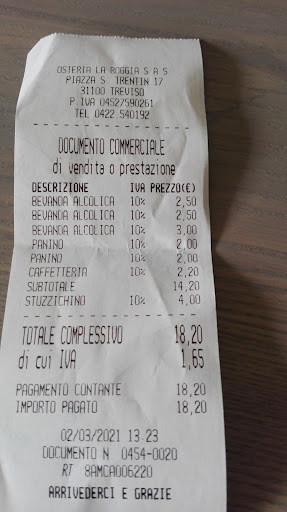 OSTERIA LA ROGGIA S A S
PIAZZA S. TRENTIN 17
31100 TREVISO
P.IVA 04527590261
TEL 0422 540192
DOCUMENTO COMMERCIALE
di vendita o prestazione
DESCRIZIONE IVA PREZZO(€)
BEVANDA ALCOLICA 10% 2,50
BEVANDA ALCOLICA 10% 2,50
BEVANDA ALCOLICA 10% 3,00
PANINO 10% 2,00
PANINO 10% 2,00
CAFFETTERIA 10% 2,20
SUBTOTALE 14,20
STUZZICHINO 10% 4,00
TOTALE COMPLESSIVO 18,20
di cui IVA 1,65
PAGAMENTO CONTANTE 18,20
IMPORTO PAGATO 18,20
02/03/2021 13 23
DOCUMENTO N. 0454-0020
RT 8AMCA006220
ARRIVEDERCI E GRAZIE